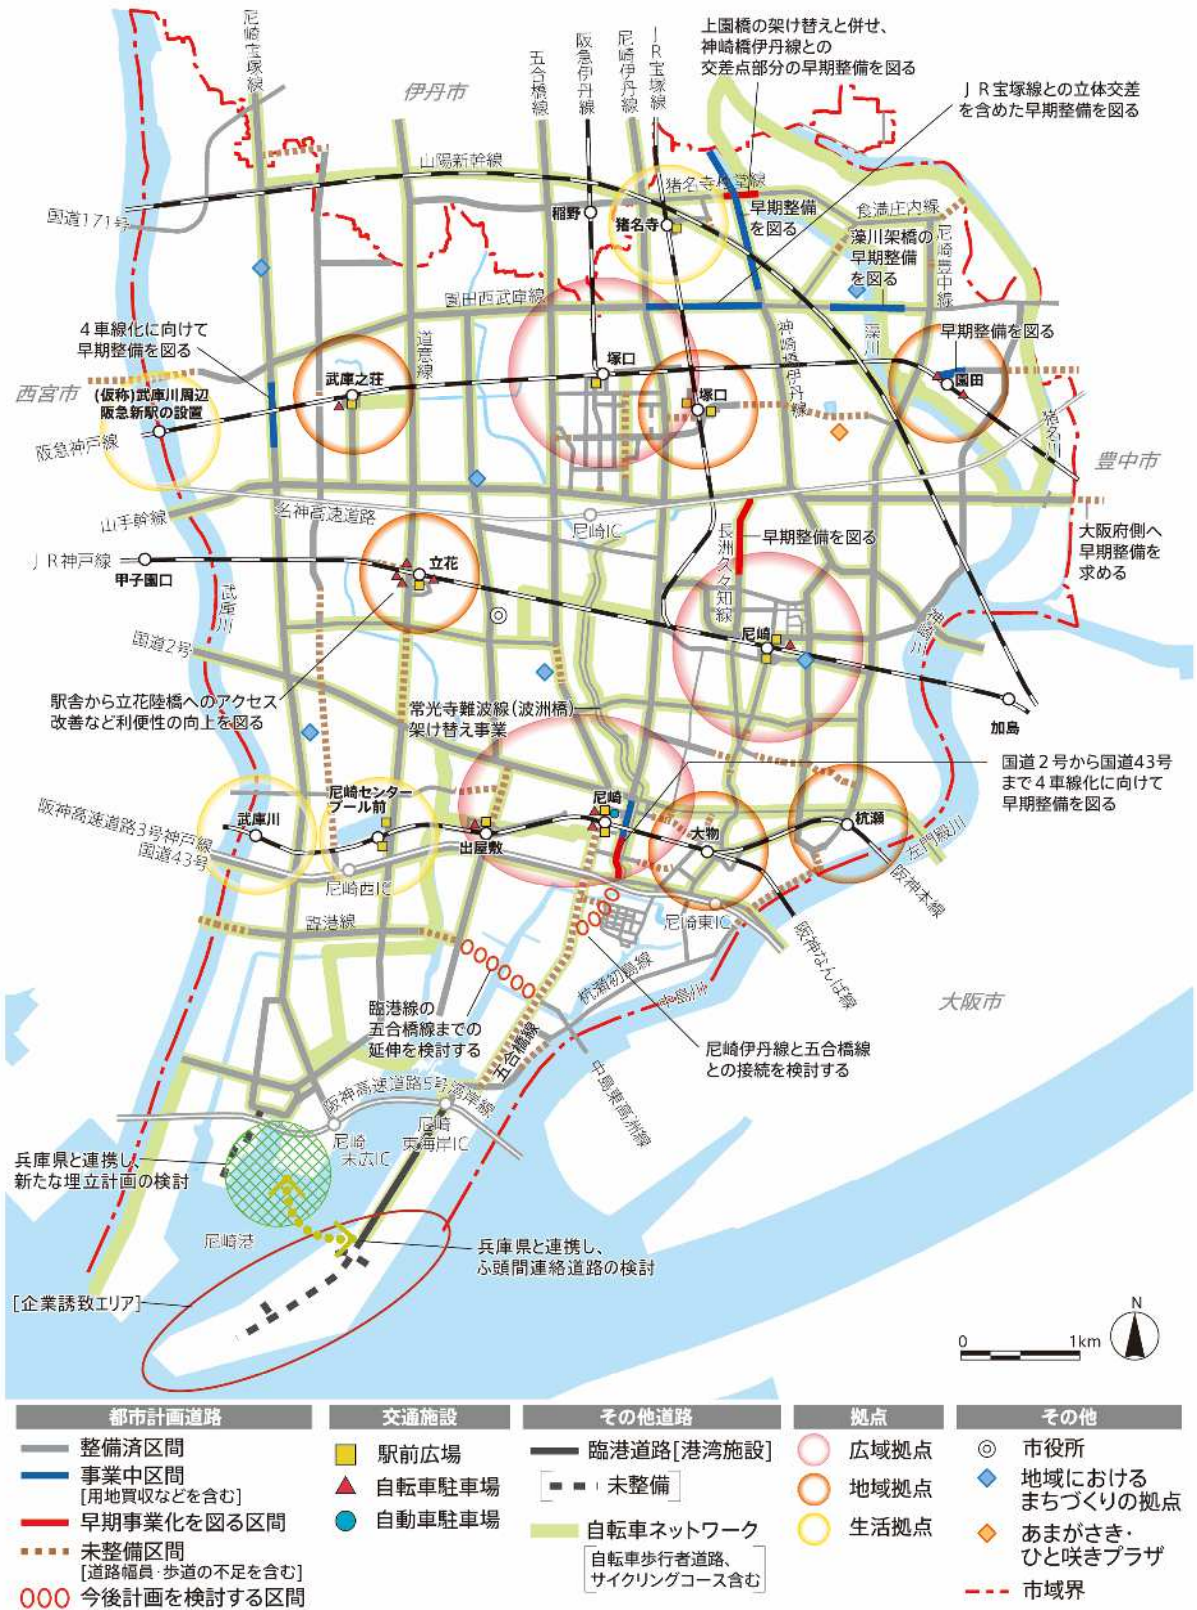 尼崎宝塚線
伊丹市
五合橋線
阪急伊丹線
尼崎伊丹線
JR宝塚線
上園橋の架け替えと併せ、
神崎橋伊丹線との
交差点部分の早期整備を図る
JR宝塚線との立体交差
を含めた早期整備を図る
山陽新幹線
国道171号
稲野
猪名寺
早期整備
を図る
食満庄内線
藻川架橋の
早期整備
を図る
尼崎豊中線
園田西武庫線
4車線化に向けて
早期整備を図る
道意線
神崎橋伊丹線
藻川
早期整備を図る
西宮市
(仮称)武庫川周辺
阪急新駅の設置
武庫之荘
塚口
塚口
園田
猪名川
豊中市
阪急神戸線
山手幹線
名神高速道路
尼崎IC
長洲久々知線
早期整備を図る
大阪府側へ
早期整備を
求める
JR神戸線
甲子園口
立花
武庫川
国道2号
尼崎
神崎川
加島
駅舎から立花陸橋へのアクセス
改善など利便性の向上を図る
常光寺難波線(波洲橋)
架け替え事業
国道2号から国道43号
まで4車線化に向けて
早期整備を図る
阪神高速道路3号神戸線
国道43号
武庫川
尼崎センター
プール前
出屋敷
尼崎
大物
杭瀬
左門殿川
阪神本線
尼崎西IC
尼崎東IC
阪神なんば線
臨港線
杭瀬初島線
中島川
大阪市
臨港線の
五合橋線までの
延伸を検討する
五合橋線
尼崎伊丹線と五合橋線
との接続を検討する
中島東高洲線
阪神高速道路5号湾岸線
尼崎
末広IC
尼崎
東海岸IC
兵庫県と連携し、
新たな埋立計画の検討
尼崎港
兵庫県と連携し、
ふ頭間連絡道路の検討
[企業誘致エリア]
N
0 1km
都市計画道路
整備済区間
事業中区間
[用地買収などを含む]
早期事業化を図る区間
未整備区間
[道路幅員・歩道の不足を含む]
今後計画を検討する区間
交通施設
駅前広場
自転車駐車場
自動車駐車場
その他道路
臨港道路[港湾施設]
未整備
自転車ネットワーク
自転車歩行者道路、
サイクリングコース含む
拠点
広域拠点
地域拠点
生活拠点
その他
市役所
地域における
まちづくりの拠点
あまがさき・
ひと咲きプラザ
市域界